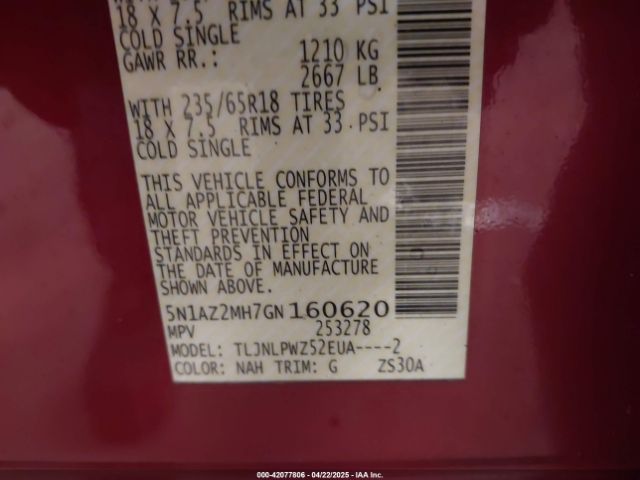 18 X 7.5 RIMS AT 33 PSI
COLD SINGLE
GAWR RR.: 1210 KG
2667 LB
WITH 235/65R18 TIRES
18 X 7.5 RIMS AT 33 PSI
COLD SINGLE
THIS VEHICLE CONFORMS TO
ALL APPLICABLE FEDERAL
MOTOR VEHICLE SAFETY AND
THEFT PREVENTION
STANDARDS IN EFFECT ON
THE DATE OF MANUFACTURE
SHOWN ABOVE.
5N1AZ2MH7GN160620
MPV 253278
MODEL: TLJNLPWZ52EUA----2
COLOR: NAH TRIM: G ZS30A
000-42077806 - 04/22/2025 - IAA Inc.